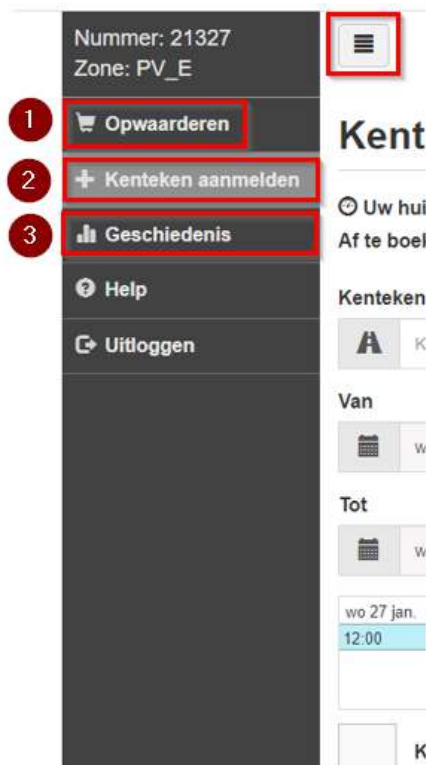 Nummer: 21327
Zone: PV_E
1 Opwaarderen
2 Kenteken aanmelden
3 Geschiedenis
Help
Uitloggen
Kent
Uw hui
Af te boek
Kenteken
K
Van
w
Tot
w
wo 27 jan.
12:00
K